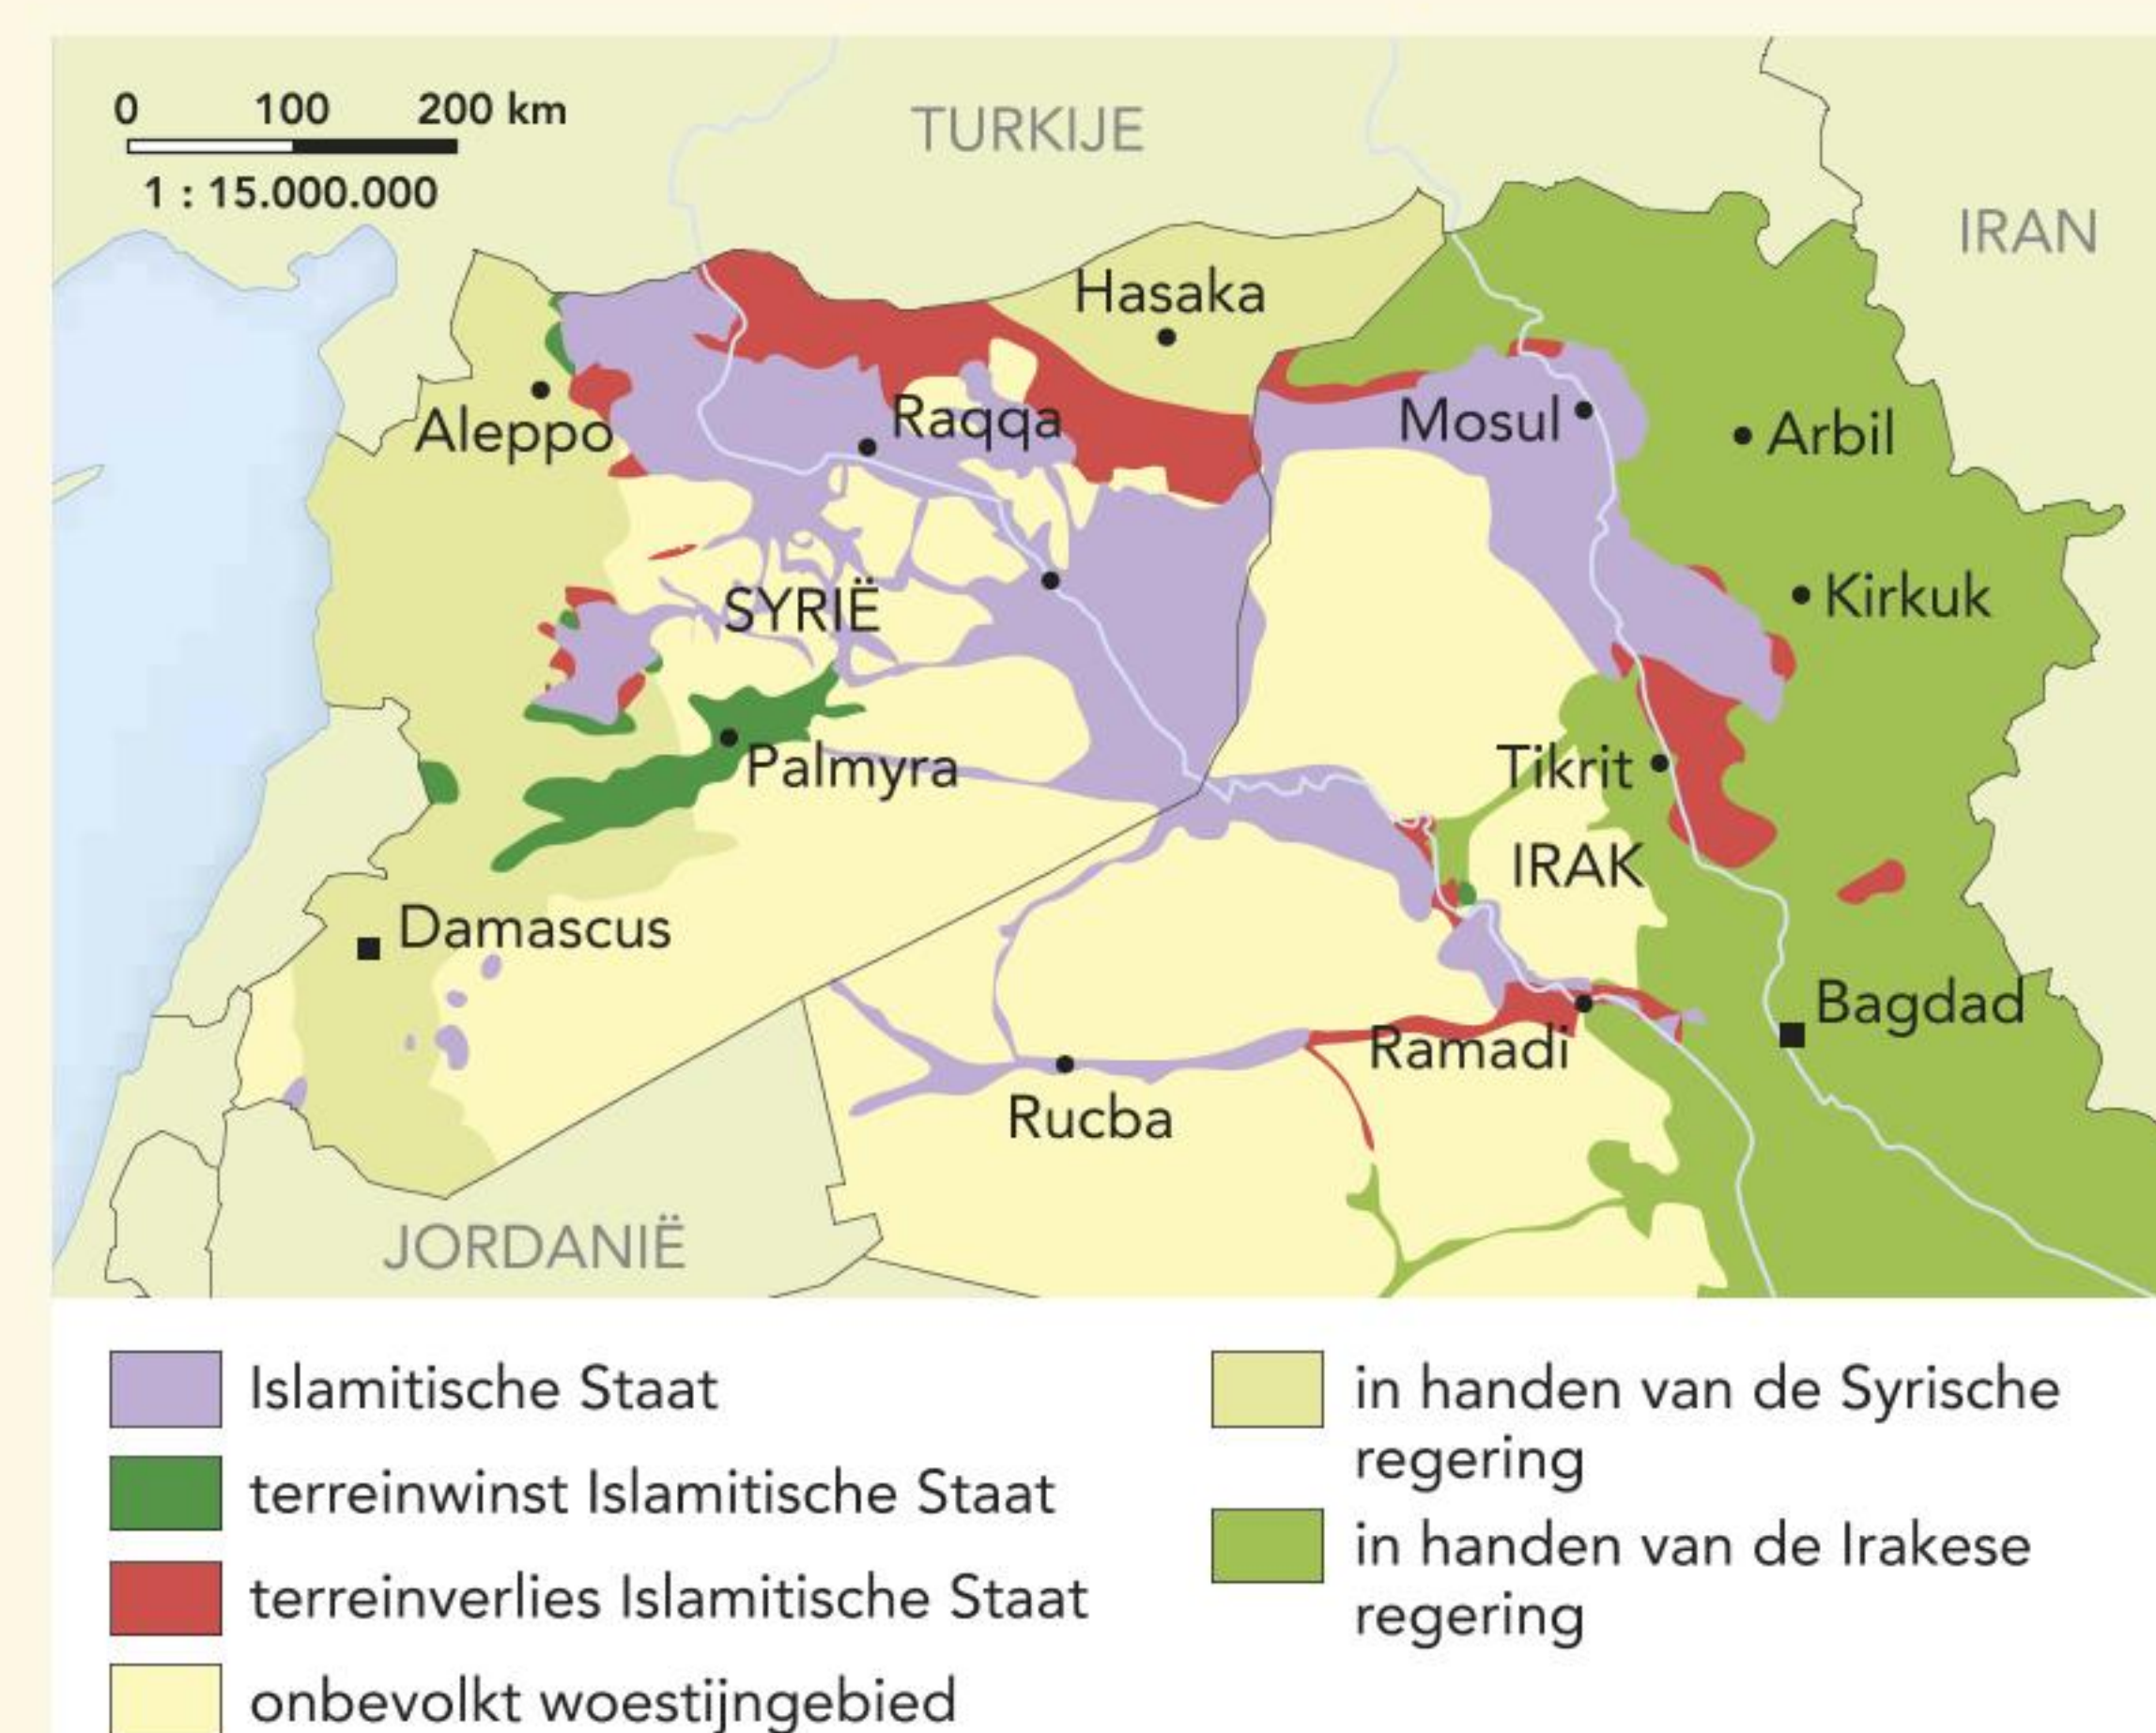 0 100 200 km
1 : 15.000.000
TURKIJE
IRAN
Hasaka
Aleppo
Raqqa
Mosul
Arbil
SYRIË
Kirkuk
Palmyra
Tikrit
IRAK
Damascus
Bagdad
Ramadi
Rucba
JORDANIË
Islamitische Staat
terreinwinst Islamitische Staat
terreinverlies Islamitische Staat
onbevolkt woestijngebied
in handen van de Syrische
regering
in handen van de Irakese
regering